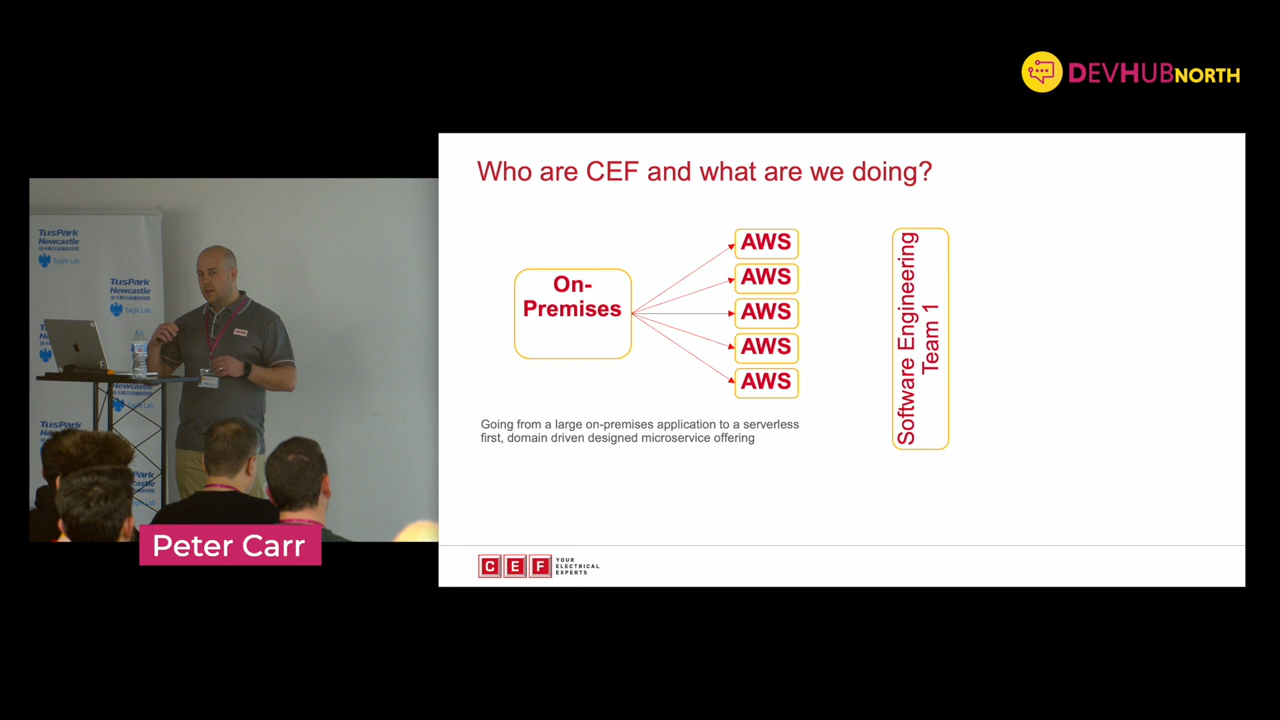 DEVHUBNORTH
Who are CEF and what are we doing?
On-
Premises
AWS
AWS
AWS
AWS
AWS
Software Engineering
Team 1
Going from a large on-premises application to a serverless
first, domain driven designed microservice offering
CEF
YOUR
ELECTRICAL
EXPERTS
TusPark
Newcastle
Eagle Lab
TusPark
Newcastle
Eagle Lab
Peter Carr